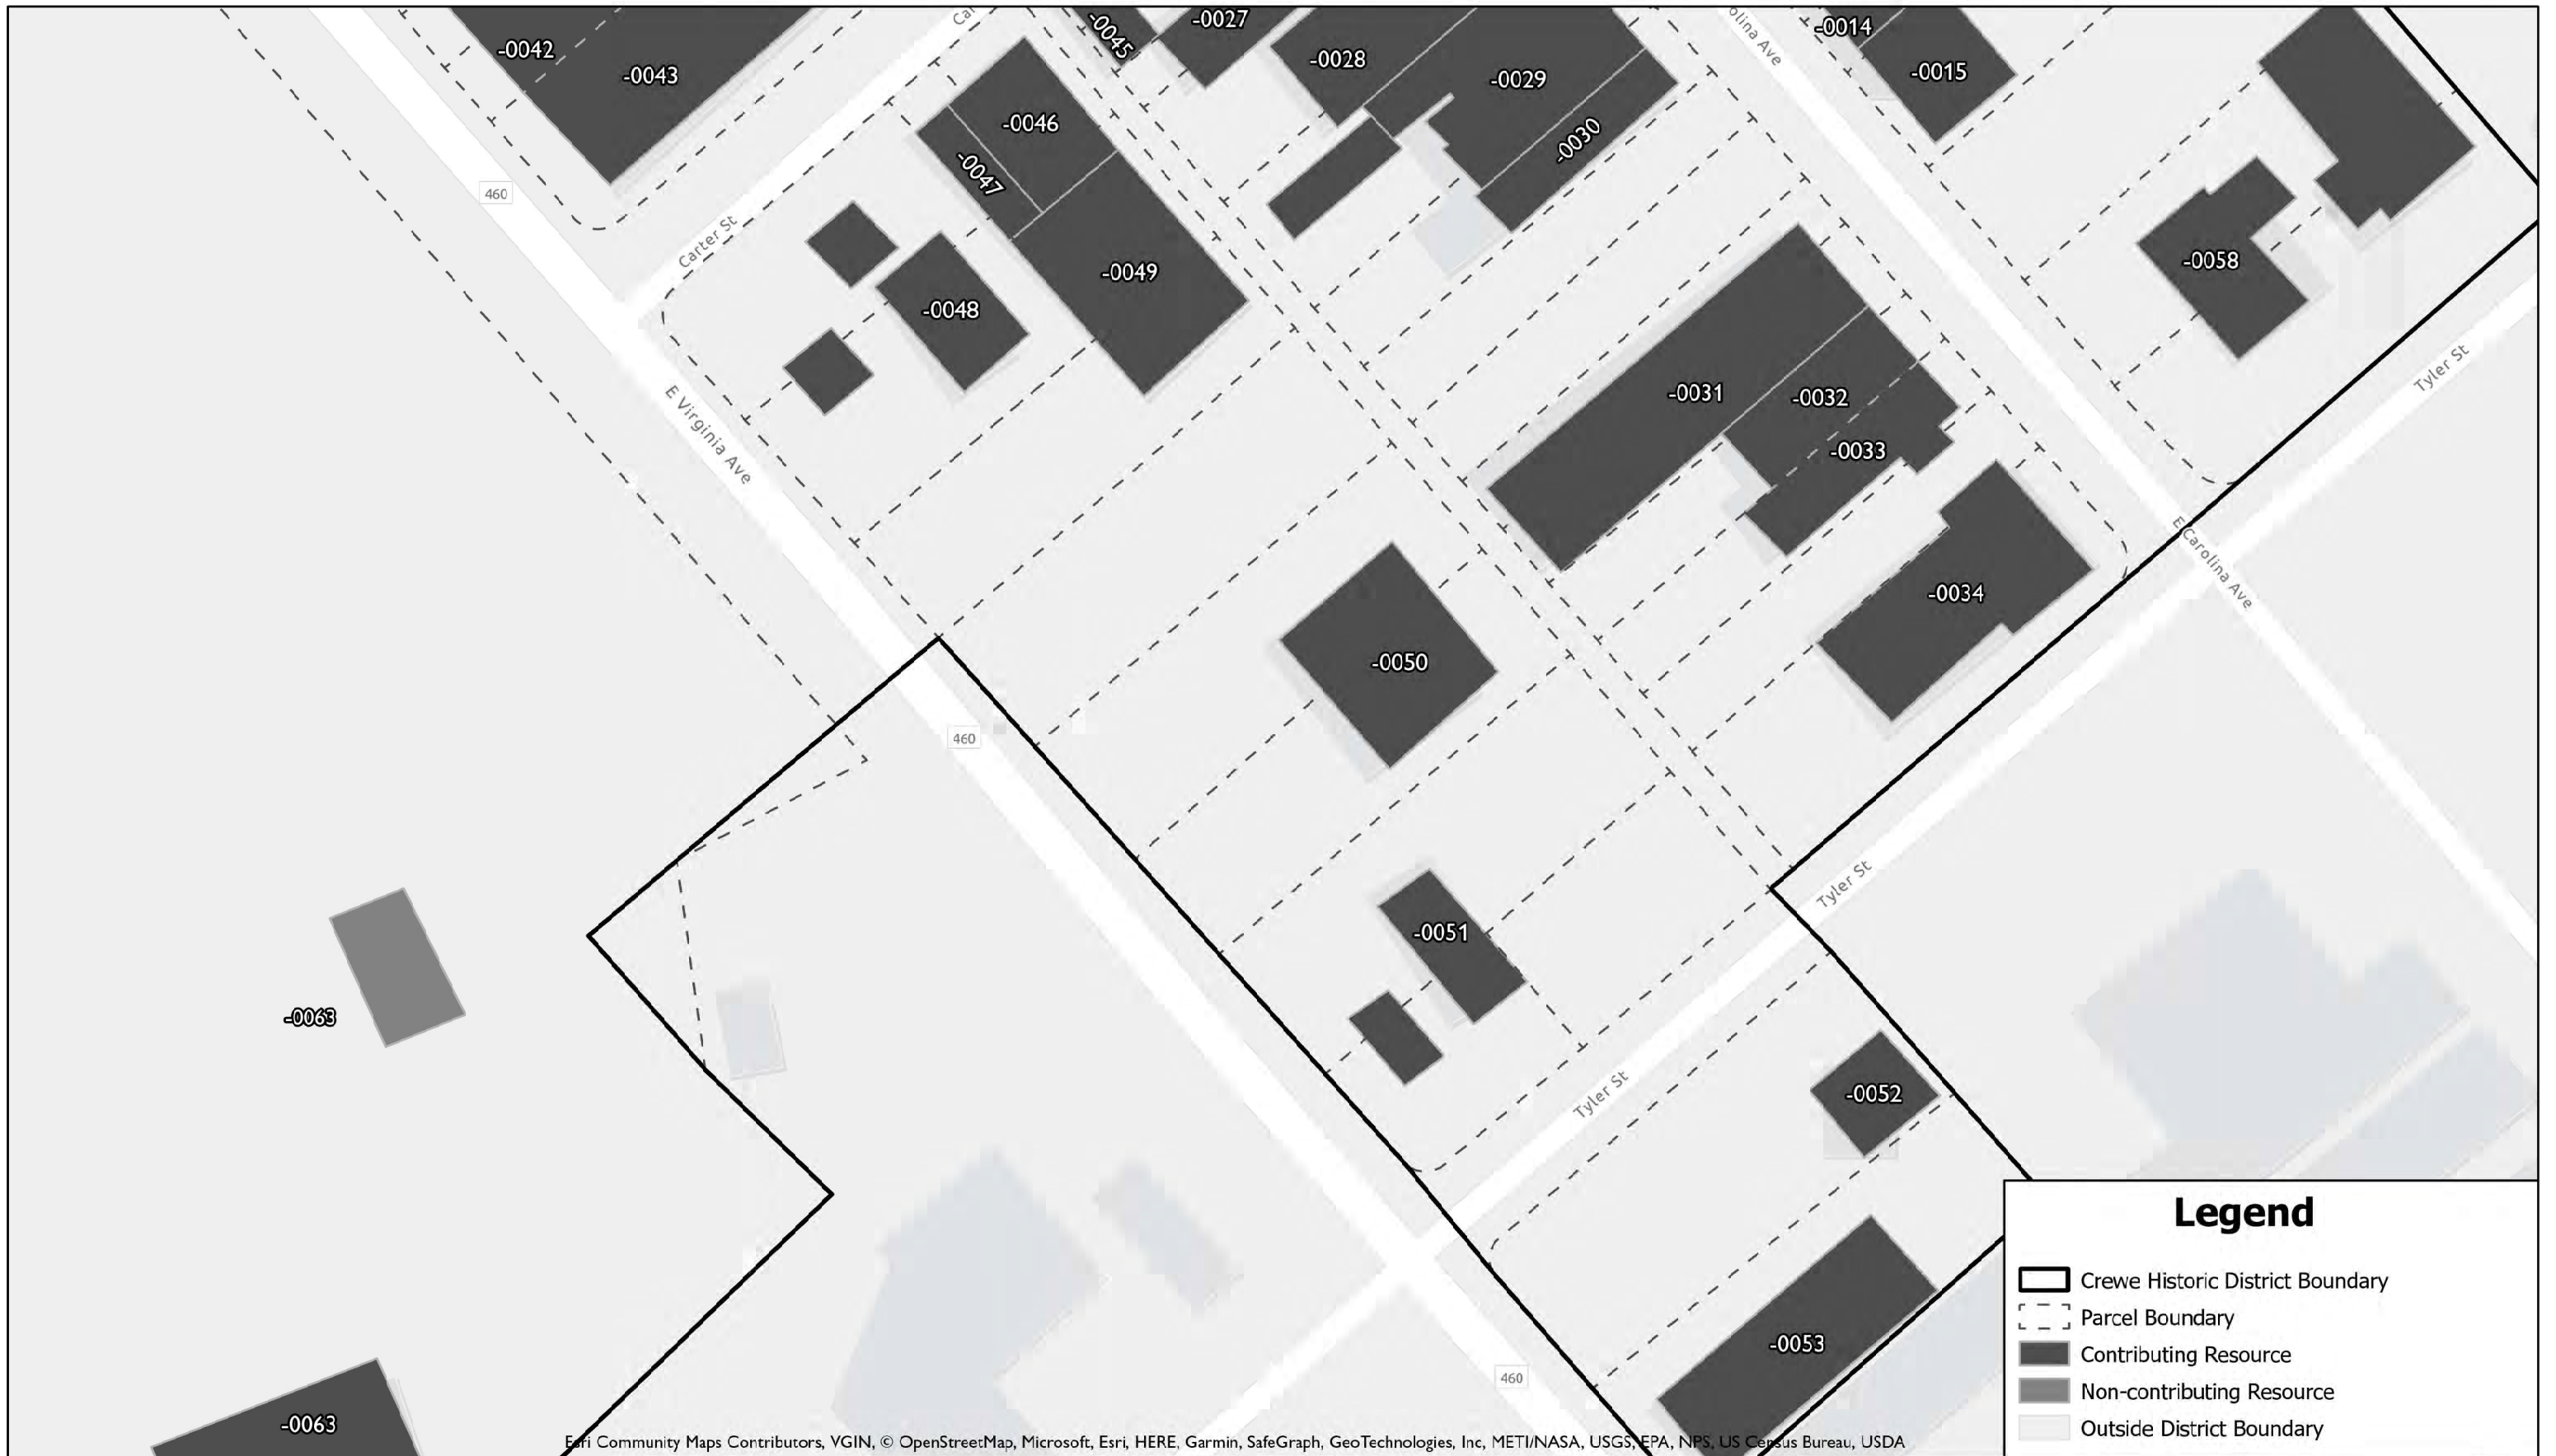 -0045
-0027
Car
olina Ave
-0014
-0042
-0043
-0028
-0029
-0015
-0046
-0030
-0047
460
Carter St
-0058
-0049
-0048
Tyler St
-0031
-0032
E Virginia Ave
-0033
E Carolina Ave
-0034
-0050
460
Tyler St
-0051
-0063
Tyler St
-0052
Legend
Crewe Historic District Boundary
Parcel Boundary
Contributing Resource
Non-contributing Resource
Outside District Boundary
-0053
460
-0063
Esri Community Maps Contributors, VGIN, © OpenStreetMap, Microsoft, Esri, HERE, Garmin, SafeGraph, GeoTechnologies, Inc, METI/NASA, USGS, EPA, NPS, US Census Bureau, USDA